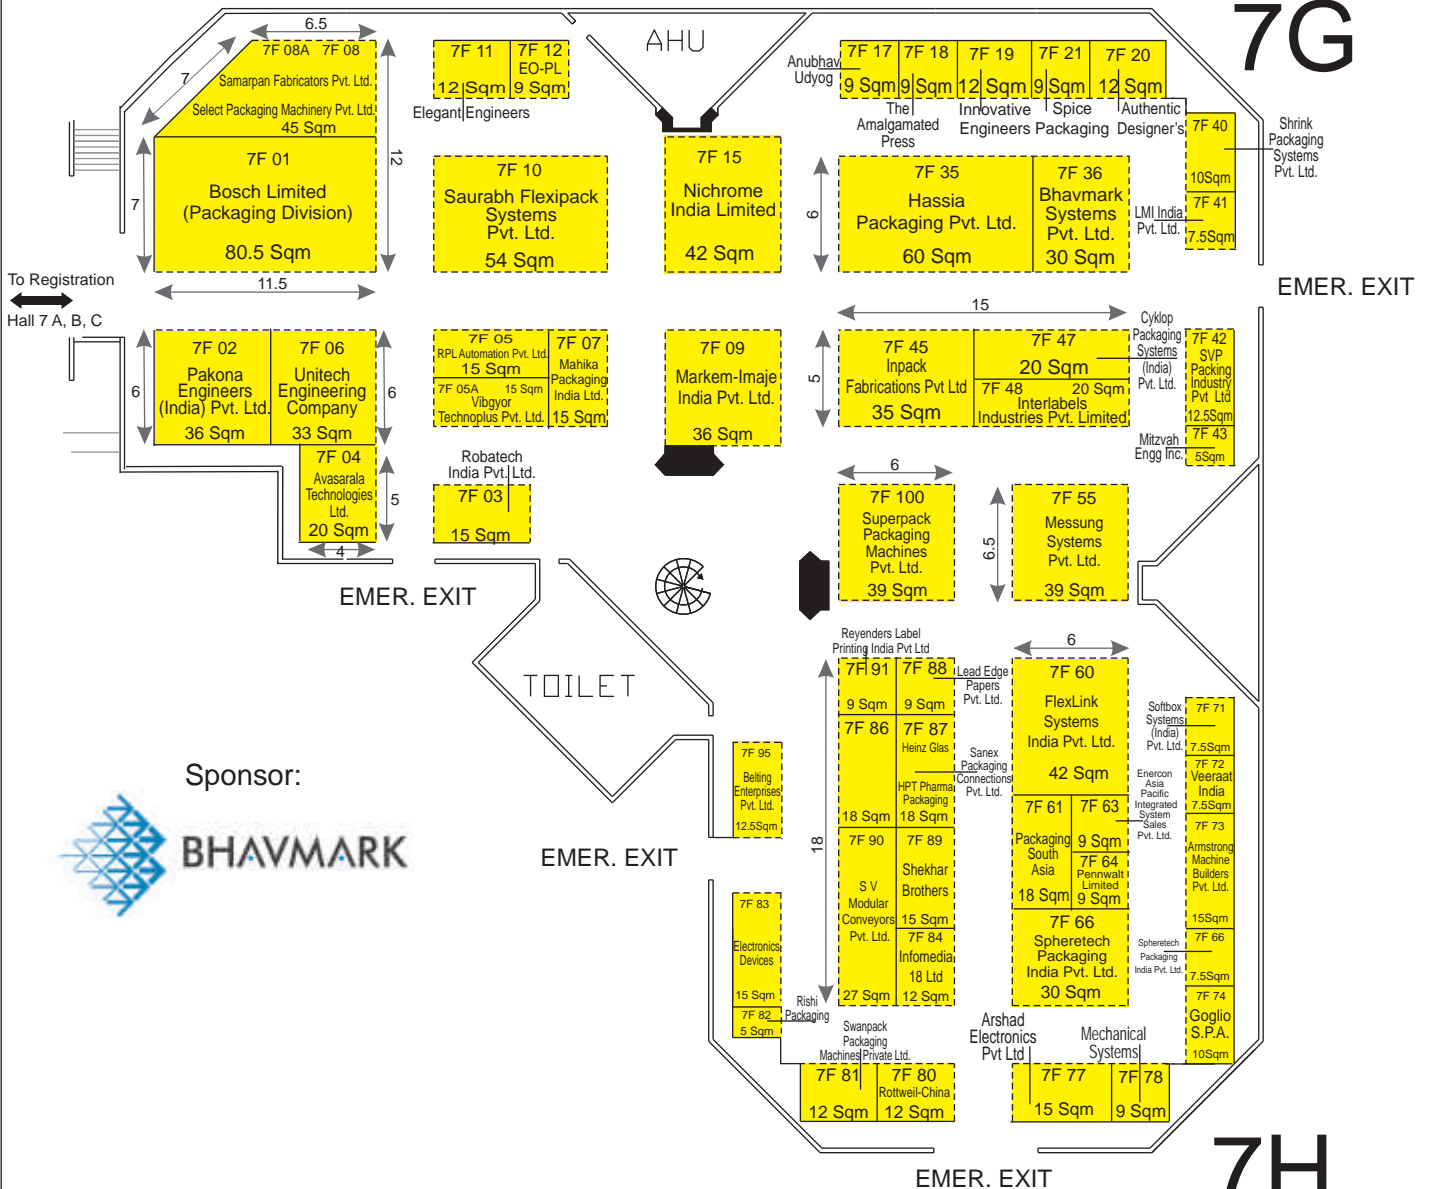 7G
6.5
7F 08A 7F 08
7
Samarpan Fabricators Pvt. Ltd.
Select Packaging Machinery Pvt. Ltd.
45 Sqm
7F 01
Bosch Limited
(Packaging Division)
80.5 Sqm
7
12
11.5
7F 11
12 Sqm
Elegant Engineers
7F 12
EO-PL
9 Sqm
AHU
Anubhav
Udyog
7F 17
9 Sqm
7F 18
9 Sqm
The
Amalgamated
Press
7F 19
12 Sqm
Innovative
Engineers
7F 21
9 Sqm
Spice
Packaging
7F 20
12 Sqm
Authentic
Designer's
7F 40
10Sqm
Shrink
Packaging
Systems
Pvt. Ltd.
7F 41
7.5Sqm
LMI India
Pvt. Ltd.
7F 10
Saurabh Flexipack
Systems
Pvt. Ltd.
54 Sqm
7F 15
Nichrome
India Limited
42 Sqm
6
7F 35
Hassia
Packaging Pvt. Ltd.
60 Sqm
7F 36
Bhavmark
Systems
Pvt. Ltd.
30 Sqm
To Registration
Hall 7 A, B, C
EMER. EXIT
6
7F 02
Pakona
Engineers
(India) Pvt. Ltd.
36 Sqm
7F 06
Unitech
Engineering
Company
33 Sqm
6
7F 04
Avasarala
Technologies
Ltd.
20 Sqm
5
4
7F 05
RPL Automation Pvt. Ltd.
15 Sqm
7F 05A 15 Sqm
Vibgyor
Technoplus Pvt. Ltd.
7F 07
Mahika
Packaging
India Ltd.
15 Sqm
7F 09
Markem-Imaje
India Pvt. Ltd.
36 Sqm
15
5
7F 45
Inpack
Fabrications Pvt Ltd
35 Sqm
7F 47
20 Sqm
7F 48 20 Sqm
Interlabels
Industries Pvt. Limited
Cyklop
Packaging
Systems
(India)
Pvt. Ltd.
7F 42
SVP
Packing
Industry
Pvt Ltd
12.5Sqm
7F 43
5Sqm
Mitzvah
Engg Inc.
Robatech
India Pvt. Ltd.
7F 03
15 Sqm
EMER. EXIT
6
7F 100
Superpack
Packaging
Machines
Pvt. Ltd.
39 Sqm
6.5
7F 55
Messung
Systems
Pvt. Ltd.
39 Sqm
TOILET
Reyenders Label
Printing India Pvt Ltd
7F 91
9 Sqm
7F 88
9 Sqm
Lead Edge
Papers
Pvt. Ltd.
7F 86
18 Sqm
7F 87
Heinz Glas
HPT Pharma
Packaging
18 Sqm
Sanex
Packaging
Connections
Pvt. Ltd.
18
7F 90
S V
Modular
Conveyors
Pvt. Ltd.
27 Sqm
7F 89
Shekhar
Brothers
15 Sqm
7F 84
Infomedia
18 Ltd
12 Sqm
6
7F 60
FlexLink
Systems
India Pvt. Ltd.
42 Sqm
7F 61
Packaging
South
Asia
18 Sqm
7F 63
9 Sqm
7F 64
Pennwalt
Limited
9 Sqm
Enercon
Asia
Pacific
Integrated
System
Sales
Pvt. Ltd.
7F 66
Spheretech
Packaging
India Pvt. Ltd.
30 Sqm
Softbox
Systems
(India)
Pvt. Ltd.
7F 71
7.5Sqm
7F 72
Veeraat
India
7.5Sqm
7F 73
Armstrong
Machine
Builders
Pvt. Ltd.
15Sqm
Spheretech
Packaging
India Pvt. Ltd.
7F 66
7.5Sqm
7F 74
Goglio
S.P.A.
10Sqm
7F 95
Belting
Enterprises
Pvt. Ltd.
12.5Sqm
Sponsor:
BHAVMARK
EMER. EXIT
7F 83
Electronics
Devices
15 Sqm
7F 82
5 Sqm
Rishi
Packaging
Swanpack
Packaging
Machines Private Ltd.
7F 81
12 Sqm
7F 80
Rottweil-China
12 Sqm
Arshad
Electronics
Pvt Ltd
7F 77
15 Sqm
Mechanical
Systems
7F 78
9 Sqm
EMER. EXIT
7H